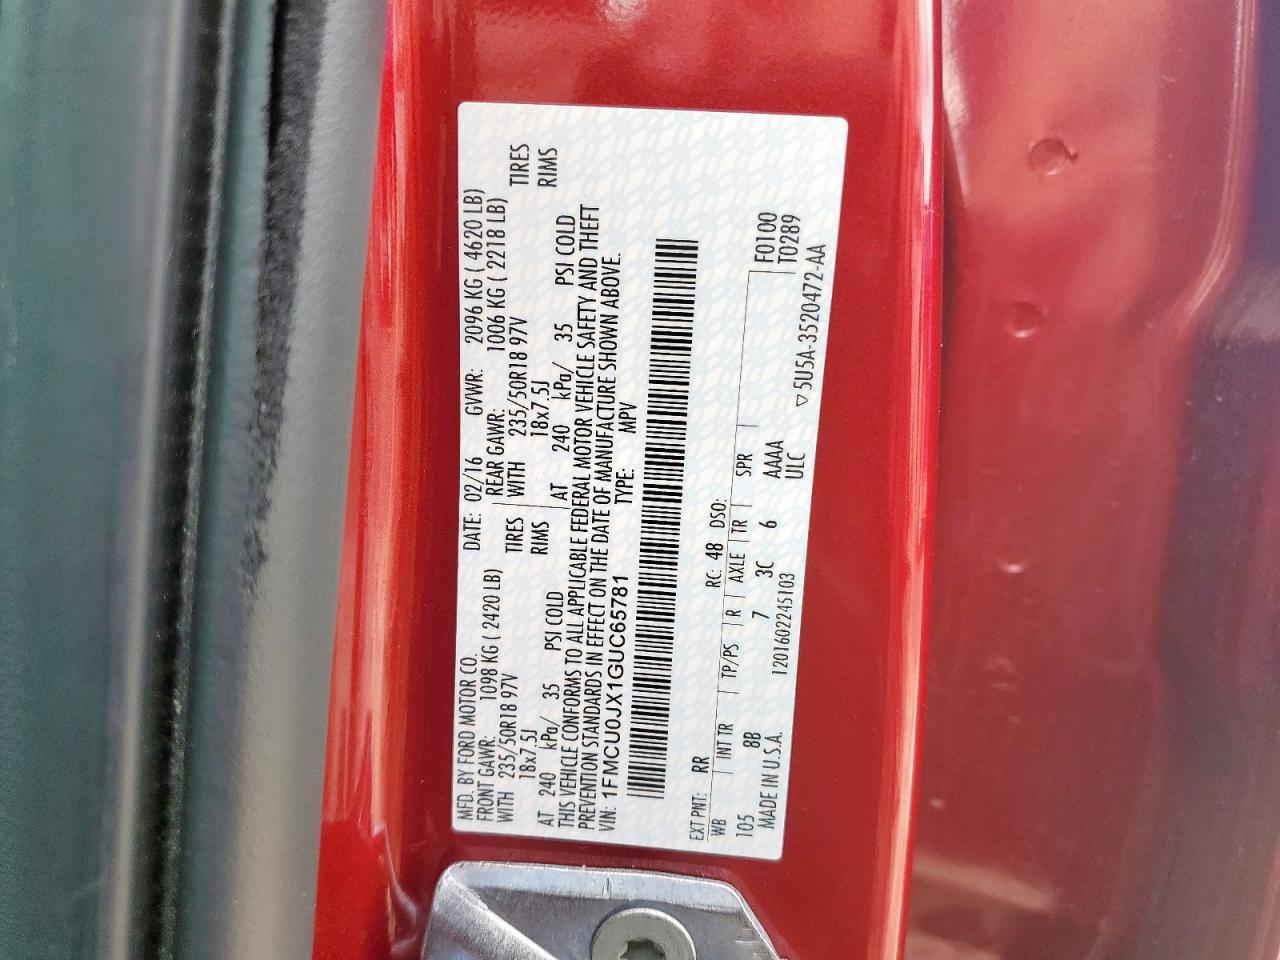 MFD. BY FORD MOTOR CO.
DATE: 02/16 GVWR: 2096 KG ( 4620 LB)
FRONT GAWR: 1098 KG ( 2420 LB) REAR GAWR: 1006 KG ( 2218 LB)
WITH 235/50R18 97V TIRES WITH 235/50R18 97V TIRES
18x7.5J RIMS 18x7.5J RIMS
AT 240 kPa/ 35 PSI COLD AT 240 kPa/ 35 PSI COLD
THIS VEHICLE CONFORMS TO ALL APPLICABLE FEDERAL MOTOR VEHICLE SAFETY AND THEFT
PREVENTION STANDARDS IN EFFECT ON THE DATE OF MANUFACTURE SHOWN ABOVE.
VIN: 1FMCU0JX1GUC65781 TYPE: MPV
EXT PNT: RR RC: 48 DSO:
WB INT TR TP/PS R AXLE TR SPR F0100
105 8B 7 3C 6 AAAA T0289
MADE IN U.S.A. 1201602245103 ULC ▽5U5A-3520472-AA